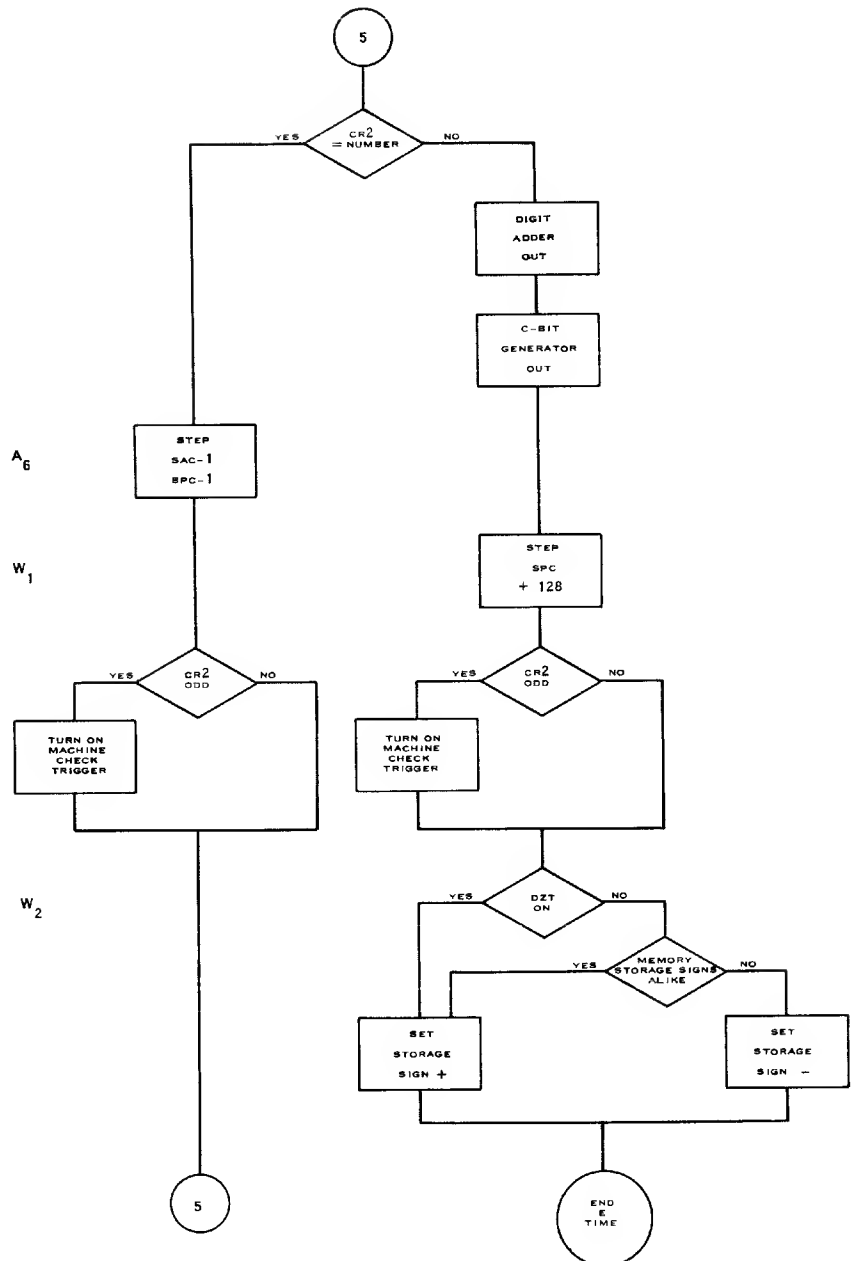 5
CR2
= NUMBER
YES
NO
DIGIT
ADDER
OUT
C-BIT
GENERATOR
OUT
A6
STEP
SAC-1
SPC-1
W1
STEP
SPC
+ 128
YES
CR2
ODD
NO
YES
CR2
ODD
NO
TURN ON
MACHINE
CHECK
TRIGGER
TURN ON
MACHINE
CHECK
TRIGGER
W2
YES
DZT
ON
NO
YES
MEMORY
STORAGE SIGNS
ALIKE
NO
SET
STORAGE
SIGN +
SET
STORAGE
SIGN −
5
END
E
TIME